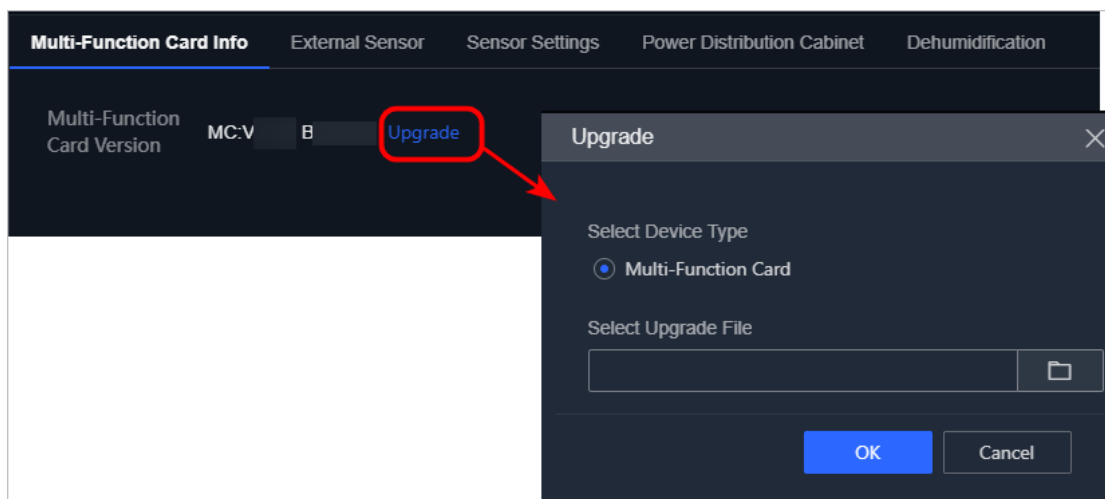 Multi-Function Card Info External Sensor Sensor Settings Power Distribution Cabinet Dehumidification
Multi-Function
Card Version
MC:V B Upgrade
Upgrade
Select Device Type
Multi-Function Card
Select Upgrade File
OK Cancel